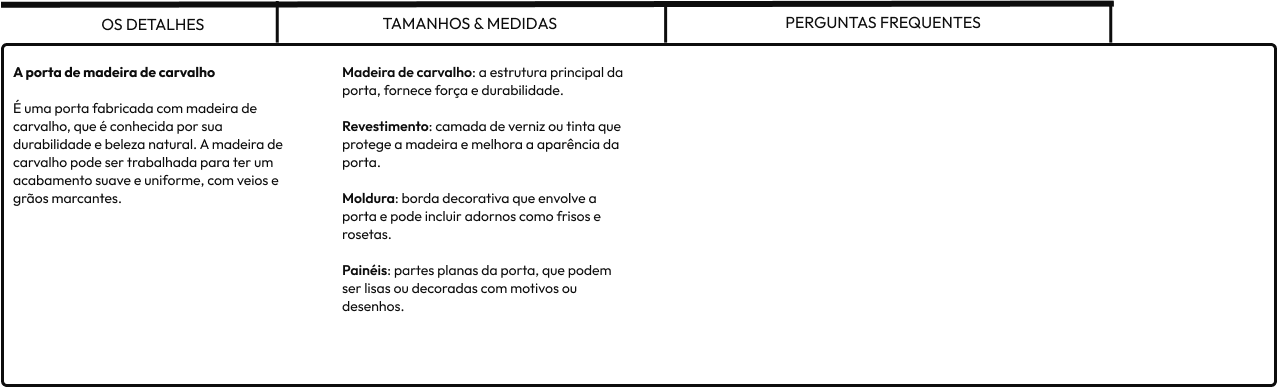 OS DETALHES
TAMANHOS & MEDIDAS
PERGUNTAS FREQUENTES
A porta de madeira de carvalho
É uma porta fabricada com madeira de
carvalho, que é conhecida por sua
durabilidade e beleza natural. A madeira de
carvalho pode ser trabalhada para ter um
acabamento suave e uniforme, com veios e
grãos marcantes.
Madeira de carvalho: a estrutura principal da
porta, fornece força e durabilidade.
Revestimento: camada de verniz ou tinta que
protege a madeira e melhora a aparência da
porta.
Moldura: borda decorativa que envolve a
porta e pode incluir adornos como frisos e
rosetas.
Painéis: partes planas da porta, que podem
ser lisas ou decoradas com motivos ou
desenhos.